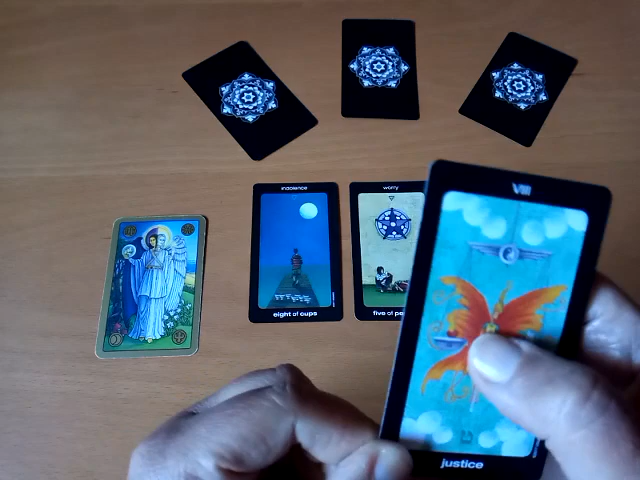 indolence
worry
VIII
eight of cups
five of pe
justice